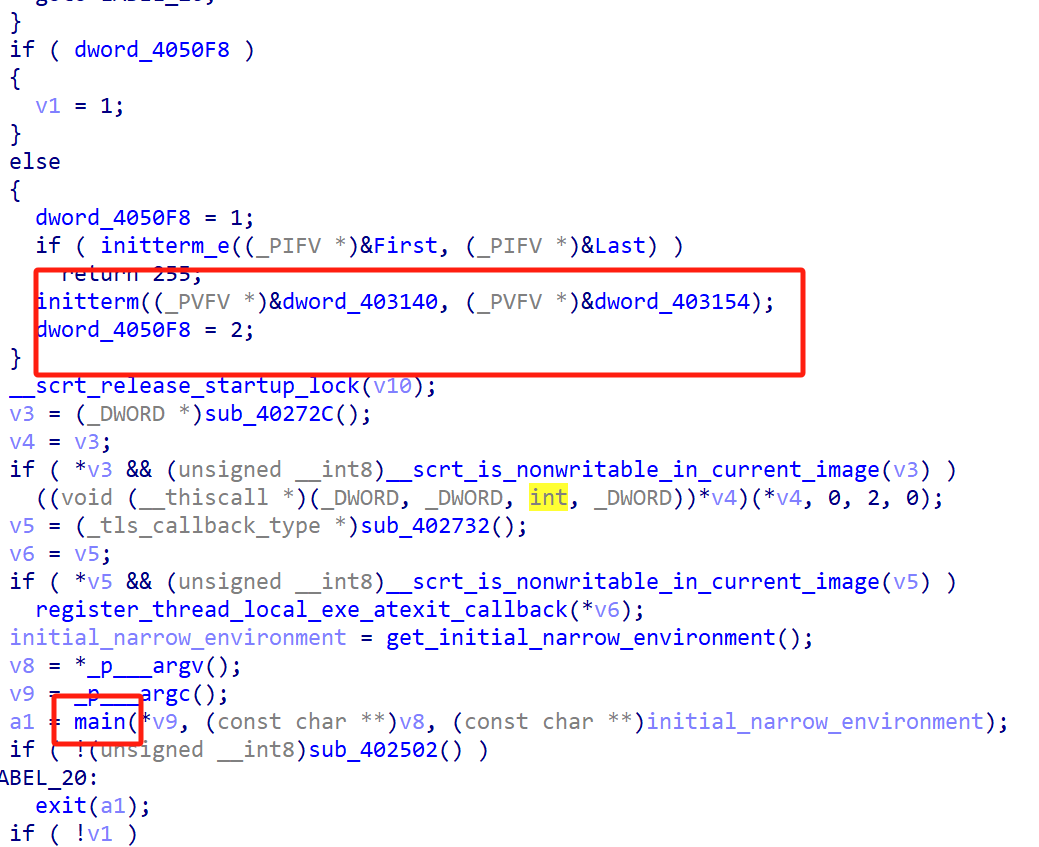 }
if ( dword_4050F8 )
{
v1 = 1;
}
else
{
dword_4050F8 = 1;
if ( initterm_e((_PIFV *)&First, (_PIFV *)&Last) )
return 255;
initterm((_PVFV *)&dword_403140, (_PVFV *)&dword_403154);
dword_4050F8 = 2;
}
__scrt_release_startup_lock(v10);
v3 = (_DWORD *)sub_40272C();
v4 = v3;
if ( *v3 && (unsigned __int8)__scrt_is_nonwritable_in_current_image(v3) )
((void (__thiscall *)(_DWORD, _DWORD, int, _DWORD))*v4)(*v4, 0, 2, 0);
v5 = (_tls_callback_type *)sub_402732();
v6 = v5;
if ( *v5 && (unsigned __int8)__scrt_is_nonwritable_in_current_image(v5) )
register_thread_local_exe_atexit_callback(*v6);
initial_narrow_environment = get_initial_narrow_environment();
v8 = *_p___argv();
v9 = _p___argc();
a1 = main(*v9, (const char **)v8, (const char **)initial_narrow_environment);
if ( !(unsigned __int8)sub_402502() )
ABEL_20:
exit(a1);
if ( !v1 )